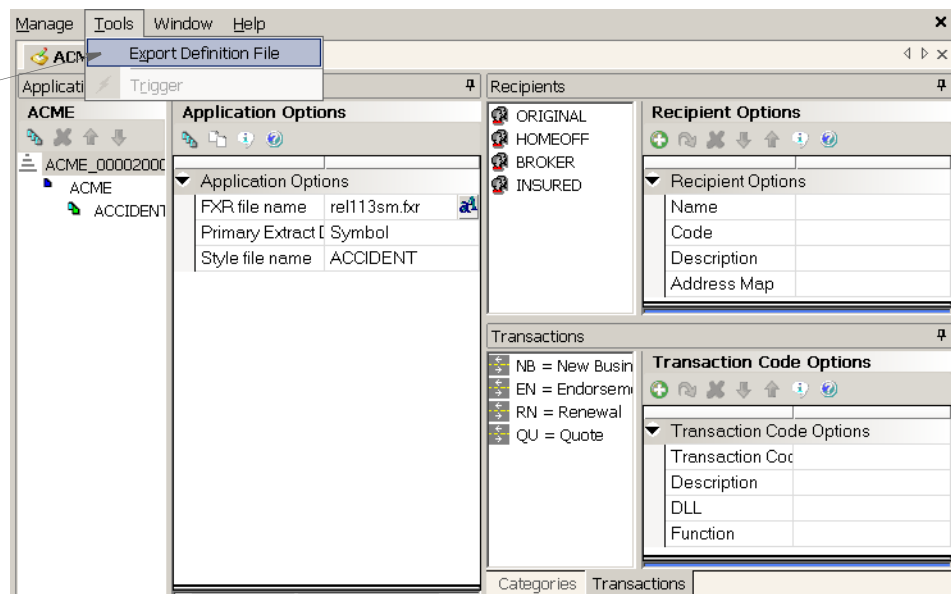 Manage Tools Window Help
ACM
Export Definition File
Trigger
Applicati
ACME
ACME_00002000
ACME
ACCIDENT
Application Options
Application Options
FXR file name rel113sm.fxr
Primary Extract D Symbol
Style file name ACCIDENT
Recipients
ORIGINAL
HOMEOFF
BROKER
INSURED
Recipient Options
Recipient Options
Name
Code
Description
Address Map
Transactions
NB = New Busin
EN = Endorseme
RN = Renewal
QU = Quote
Transaction Code Options
Transaction Code Options
Transaction Cod
Description
DLL
Function
Categories Transactions